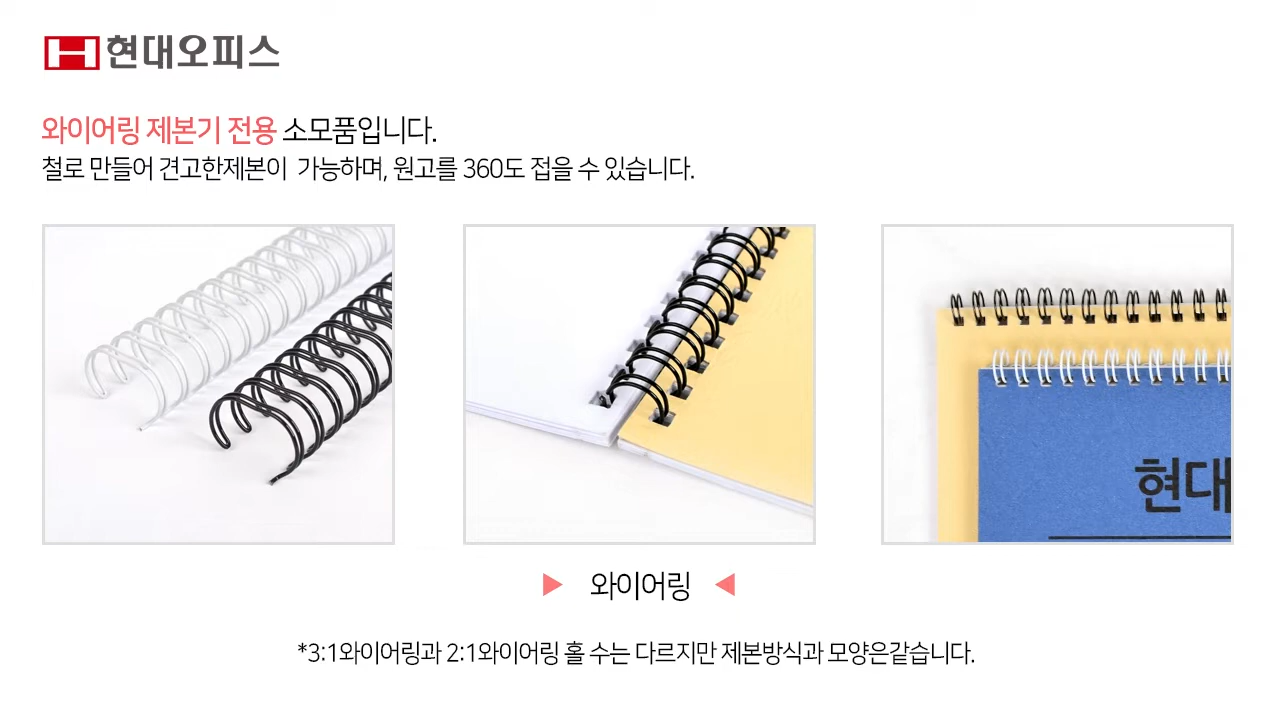 현대오피스
와이어링 제본기 전용 소모품입니다.
철로 만들어 견고한제본이 가능하며, 원고를 360도 접을 수 있습니다.
현대
와이어링
*3:1와이어링과 2:1와이어링 홀 수는 다르지만 제본방식과 모양은같습니다.